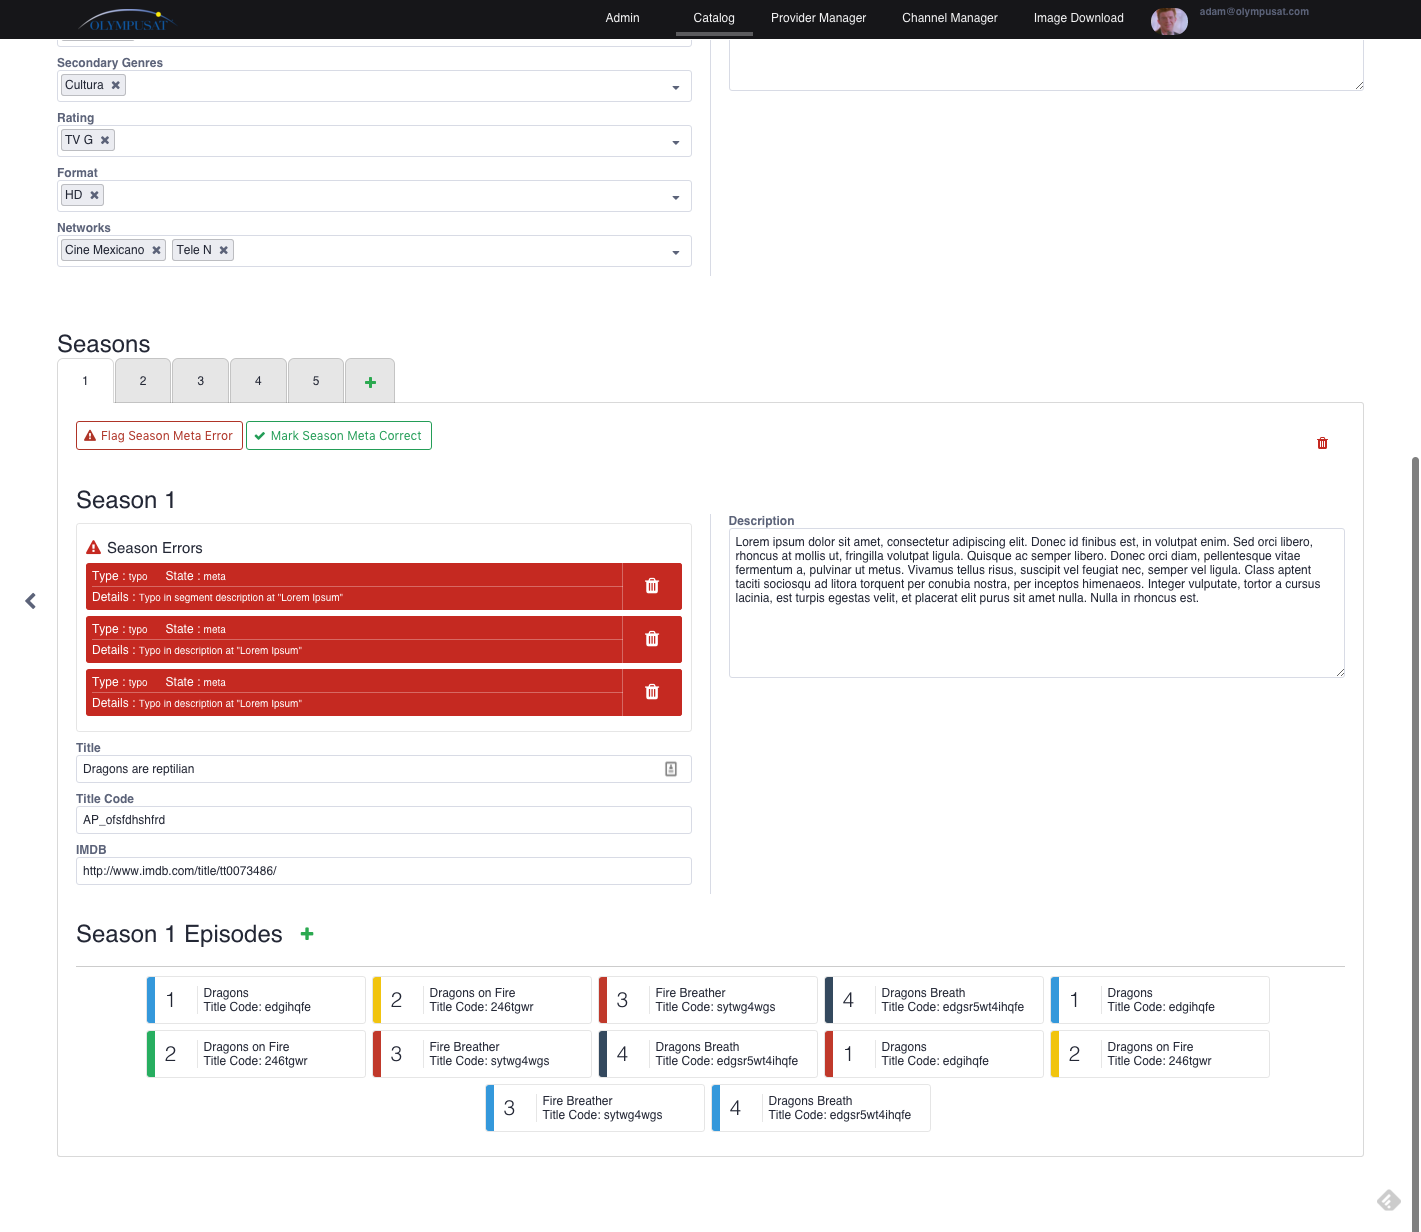 OLYMPUSAT
Admin
Catalog
Provider Manager
Channel Manager
Image Download
adam@olympusat.com
Secondary Genres
Cultura
Rating
TV G
Format
HD
Networks
Cine Mexicano
Tele N
Seasons
1
2
3
4
5
Flag Season Meta Error
Mark Season Meta Correct
Season 1
Season Errors
Type : typo State : meta
Details : Typo in segment description at "Lorem Ipsum"
Type : typo State : meta
Details : Typo in description at "Lorem Ipsum"
Type : typo State : meta
Details : Typo in description at "Lorem Ipsum"
Title
Dragons are reptilian
Title Code
AP_ofsfdhshfrd
IMDB
http://www.imdb.com/title/tt0073486/
Description
Lorem ipsum dolor sit amet, consectetur adipiscing elit. Donec id finibus est, in volutpat enim. Sed orci libero,
rhoncus at mollis ut, fringilla volutpat ligula. Quisque ac semper libero. Donec orci diam, pellentesque vitae
fermentum a, pulvinar ut metus. Vivamus tellus risus, suscipit vel feugiat nec, semper vel ligula. Class aptent
taciti sociosqu ad litora torquent per conubia nostra, per inceptos himenaeos. Integer vulputate, tortor a cursus
lacinia, est turpis egestas velit, et placerat elit purus sit amet nulla. Nulla in rhoncus est.
Season 1 Episodes
1
Dragons
Title Code: edgihqfe
2
Dragons on Fire
Title Code: 246tgwr
3
Fire Breather
Title Code: sytwg4wgs
4
Dragons Breath
Title Code: edgsr5wt4ihqfe
1
Dragons
Title Code: edgihqfe
2
Dragons on Fire
Title Code: 246tgwr
3
Fire Breather
Title Code: sytwg4wgs
4
Dragons Breath
Title Code: edgsr5wt4ihqfe
1
Dragons
Title Code: edgihqfe
2
Dragons on Fire
Title Code: 246tgwr
3
Fire Breather
Title Code: sytwg4wgs
4
Dragons Breath
Title Code: edgsr5wt4ihqfe